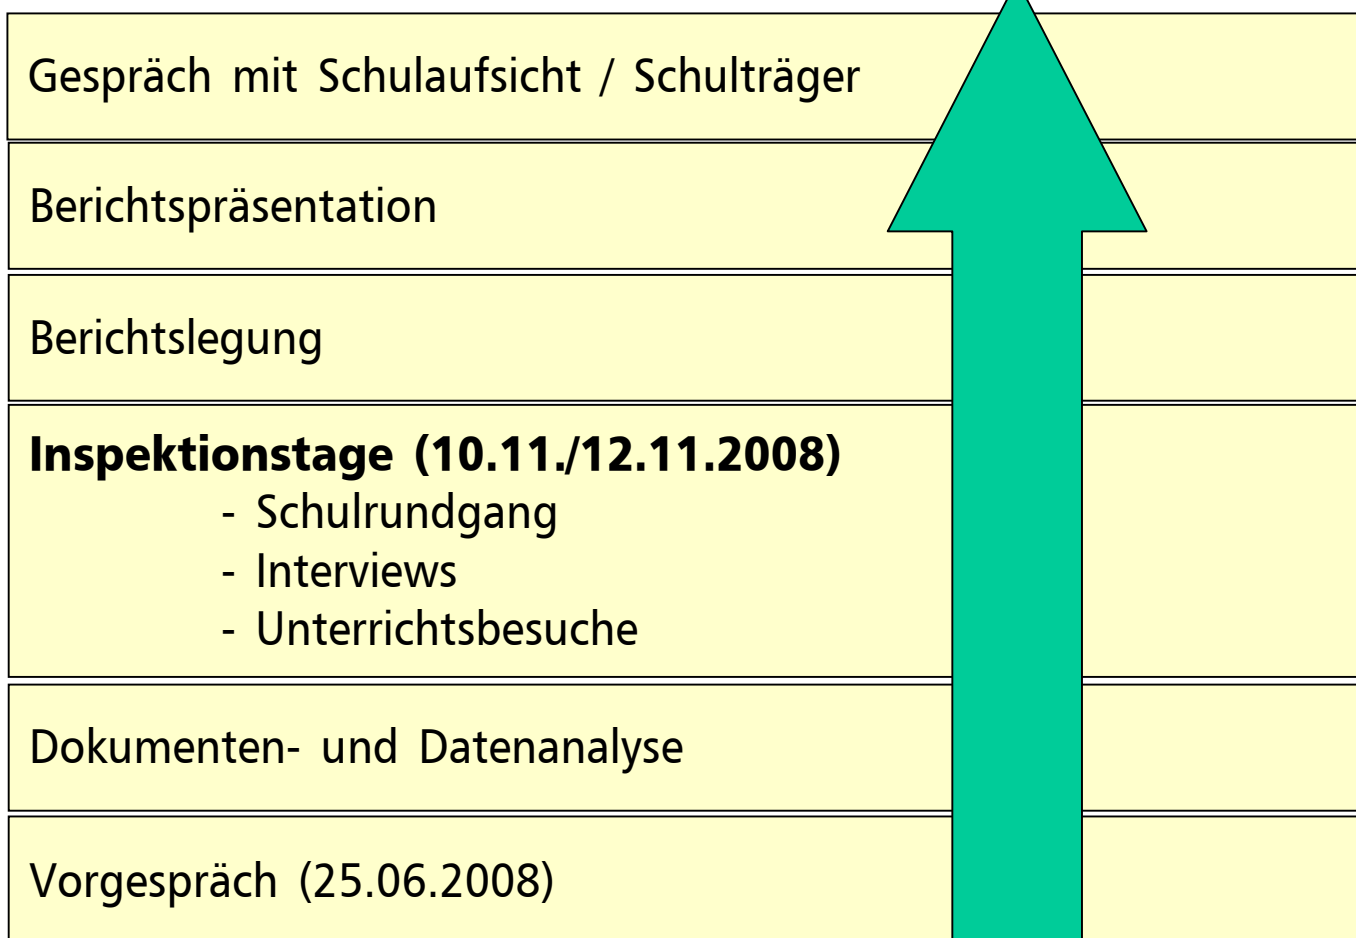 Gespräch mit Schulaufsicht / Schulträger
Berichtspräsentation
Berichtslegung
Inspektionstage (10.11./12.11.2008)
- Schulrundgang
- Interviews
- Unterrichtsbesuche
Dokumenten- und Datenanalyse
Vorgespräch (25.06.2008)